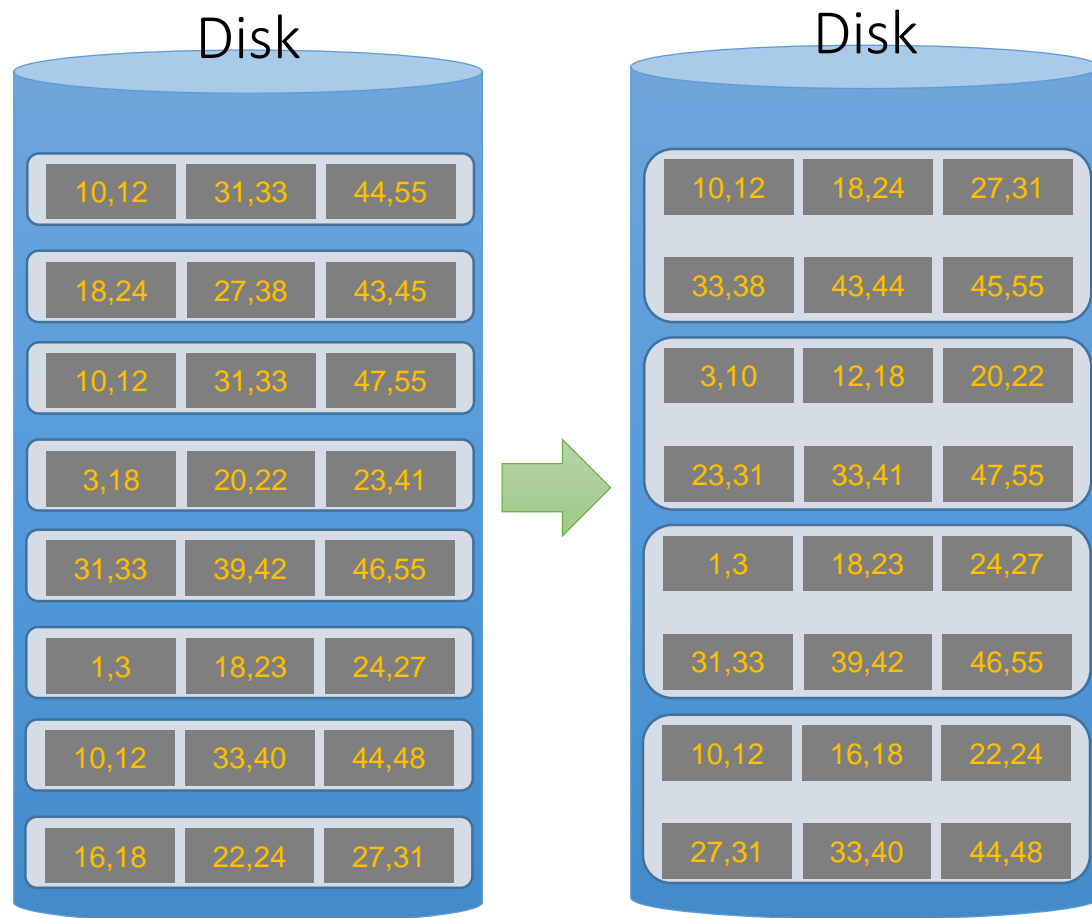 Disk
10,12 31,33 44,55
18,24 27,38 43,45
10,12 31,33 47,55
3,18 20,22 23,41
31,33 39,42 46,55
1,3 18,23 24,27
10,12 33,40 44,48
16,18 22,24 27,31
Disk
10,12 18,24 27,31
33,38 43,44 45,55
3,10 12,18 20,22
23,31 33,41 47,55
1,3 18,23 24,27
31,33 39,42 46,55
10,12 16,18 22,24
27,31 33,40 44,48